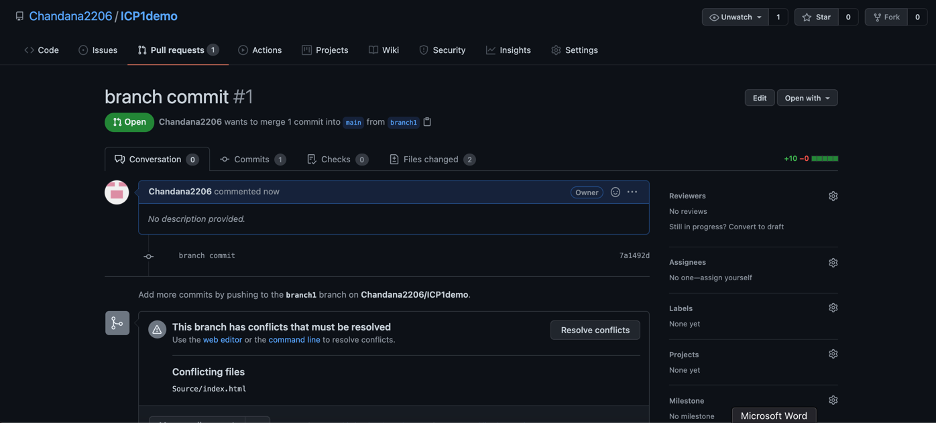 Chandana2206 / ICP1demo
Unwatch 1 Star 0 Fork 0
Code Issues Pull requests 1 Actions Projects Wiki Security Insights Settings
branch commit #1
Edit Open with
Open Chandana2206 wants to merge 1 commit into main from branch1
Conversation 0 Commits 1 Checks 0 Files changed 2
+10 −0
Chandana2206 commented now
Owner
No description provided.
branch commit 7a1492d
Add more commits by pushing to the branch1 branch on Chandana2206/ICP1demo.
This branch has conflicts that must be resolved
Use the web editor or the command line to resolve conflicts.
Resolve conflicts
Conflicting files
Source/index.html
Reviewers
No reviews
Still in progress? Convert to draft
Assignees
No one—assign yourself
Labels
None yet
Projects
None yet
Milestone
No milestone
Microsoft Word